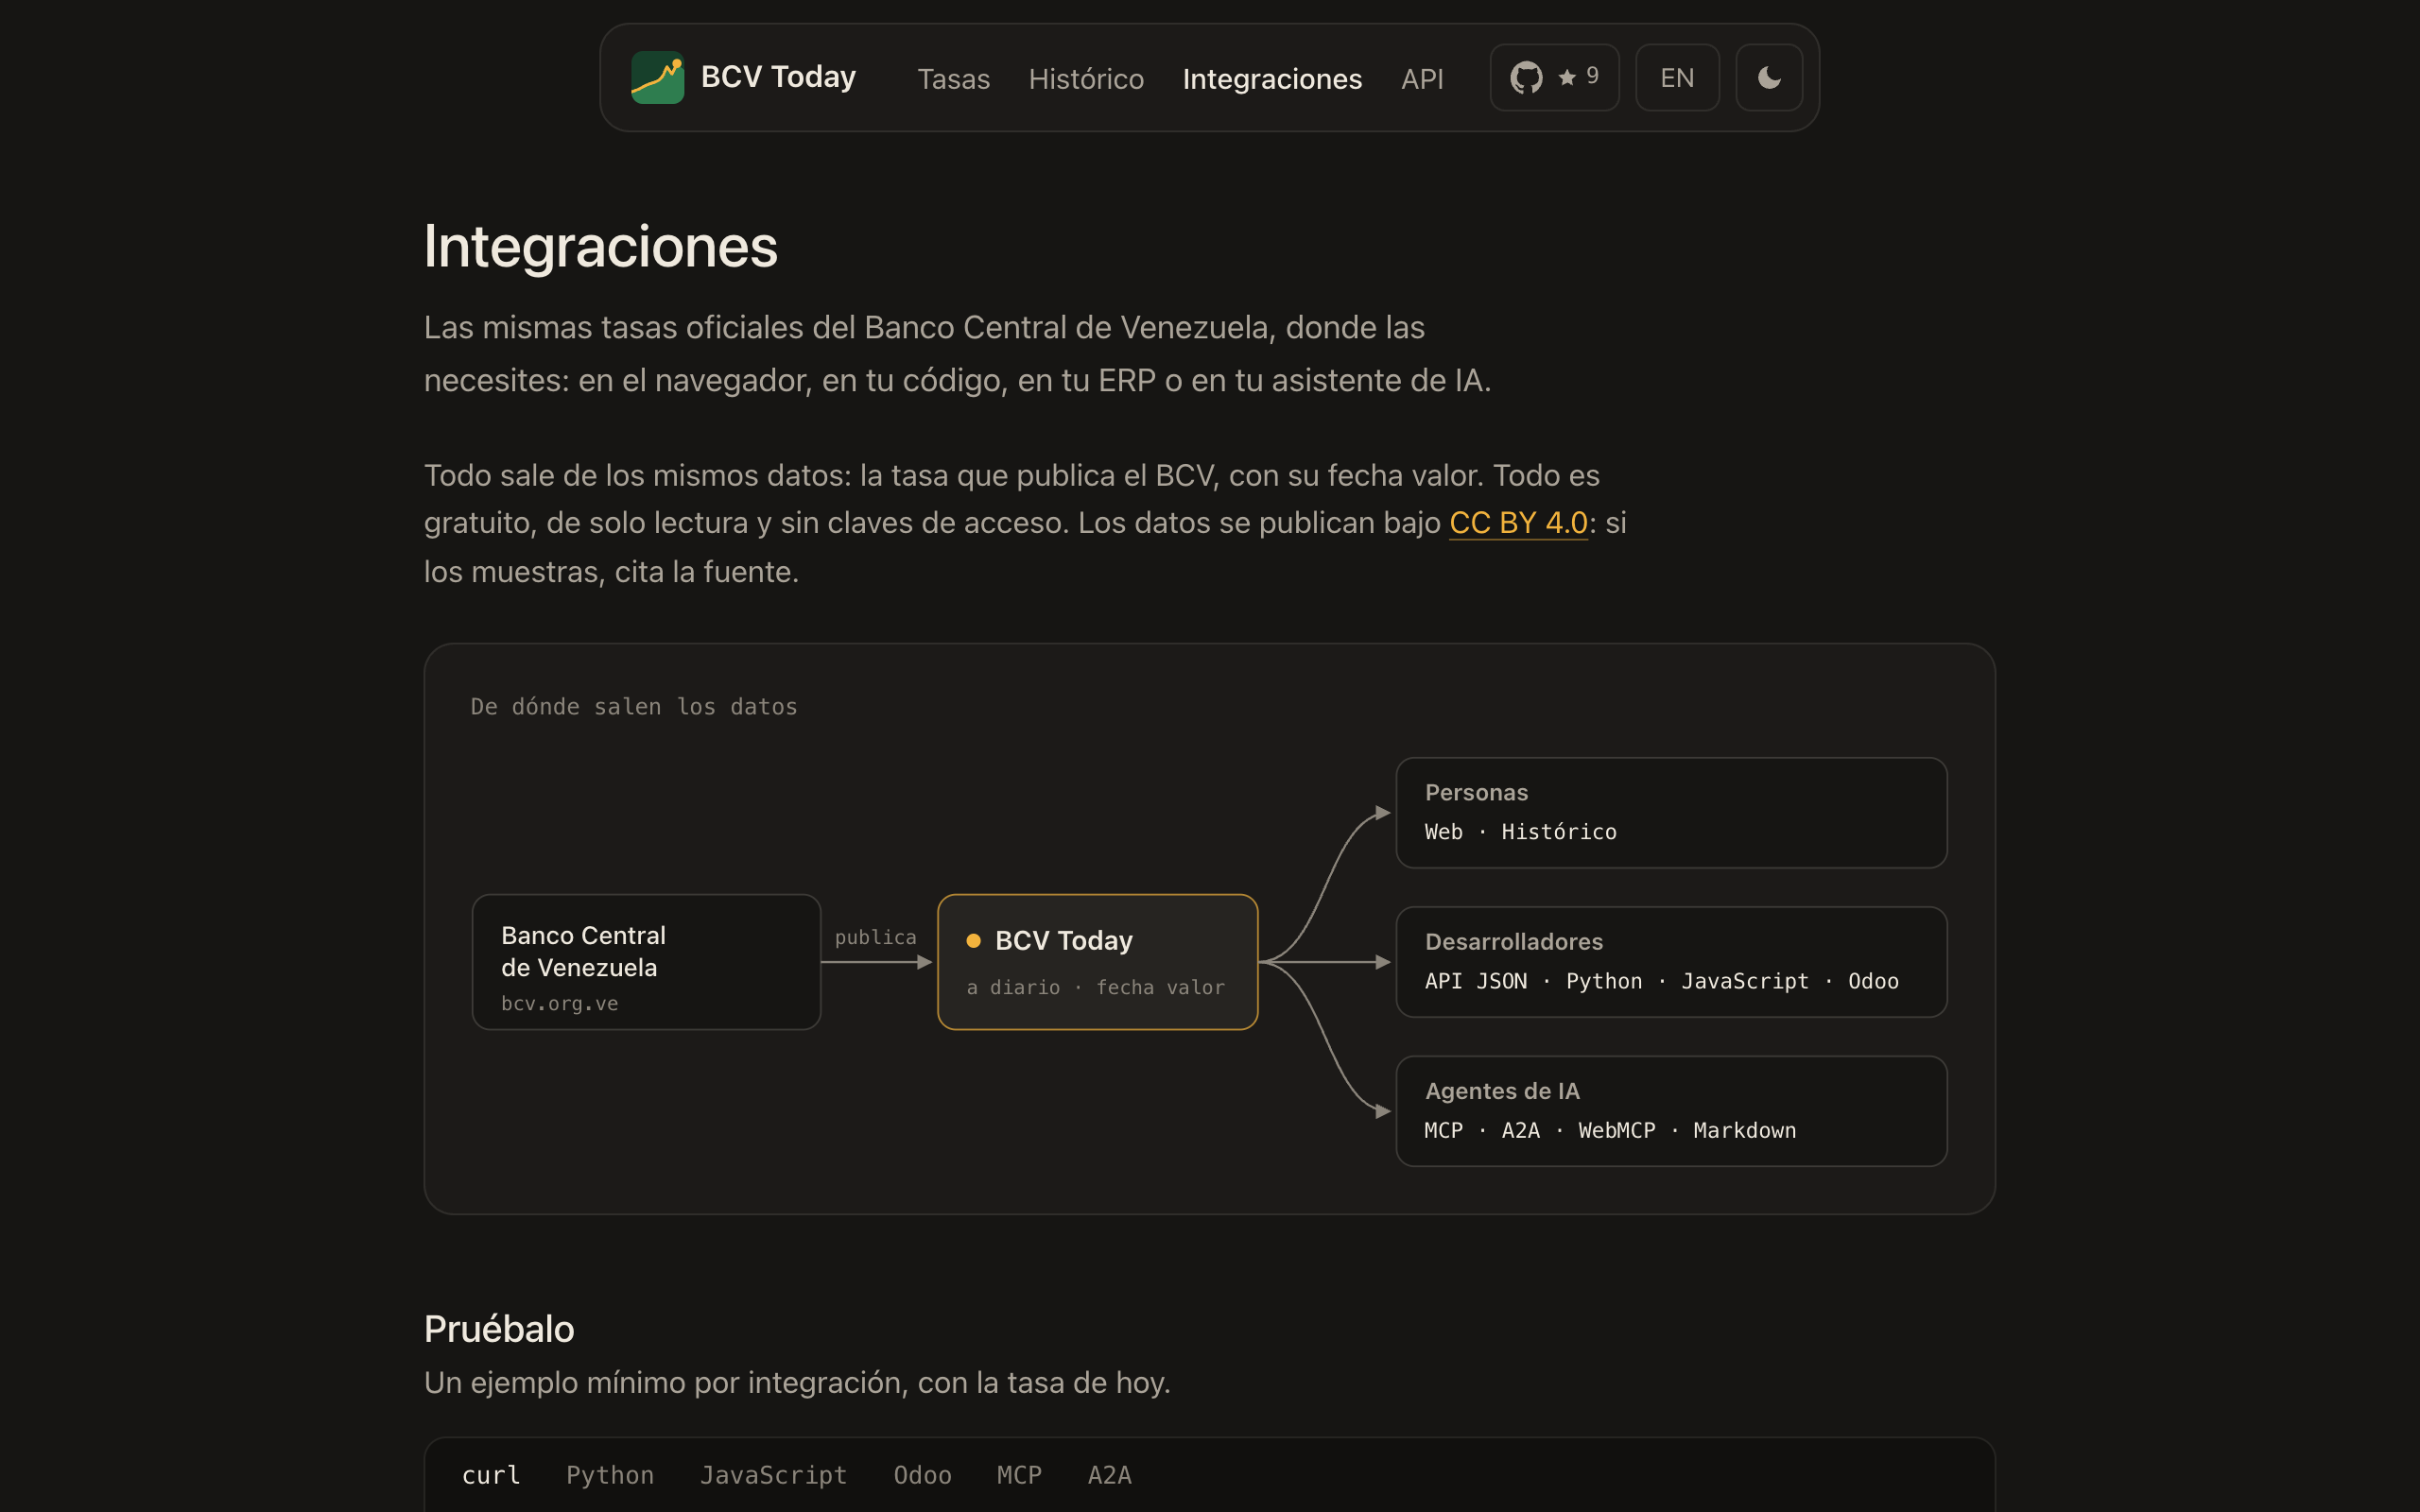 BCV Today
Tasas
Histórico
Integraciones
API
★ 9
EN
Integraciones
Las mismas tasas oficiales del Banco Central de Venezuela, donde las
necesites: en el navegador, en tu código, en tu ERP o en tu asistente de IA.
Todo sale de los mismos datos: la tasa que publica el BCV, con su fecha valor. Todo es
gratuito, de solo lectura y sin claves de acceso. Los datos se publican bajo CC BY 4.0: si
los muestras, cita la fuente.
De dónde salen los datos
Banco Central
de Venezuela
bcv.org.ve
publica
BCV Today
a diario · fecha valor
Personas
Web · Histórico
Desarrolladores
API JSON · Python · JavaScript · Odoo
Agentes de IA
MCP · A2A · WebMCP · Markdown
Pruébalo
Un ejemplo mínimo por integración, con la tasa de hoy.
curl
Python
JavaScript
Odoo
MCP
A2A